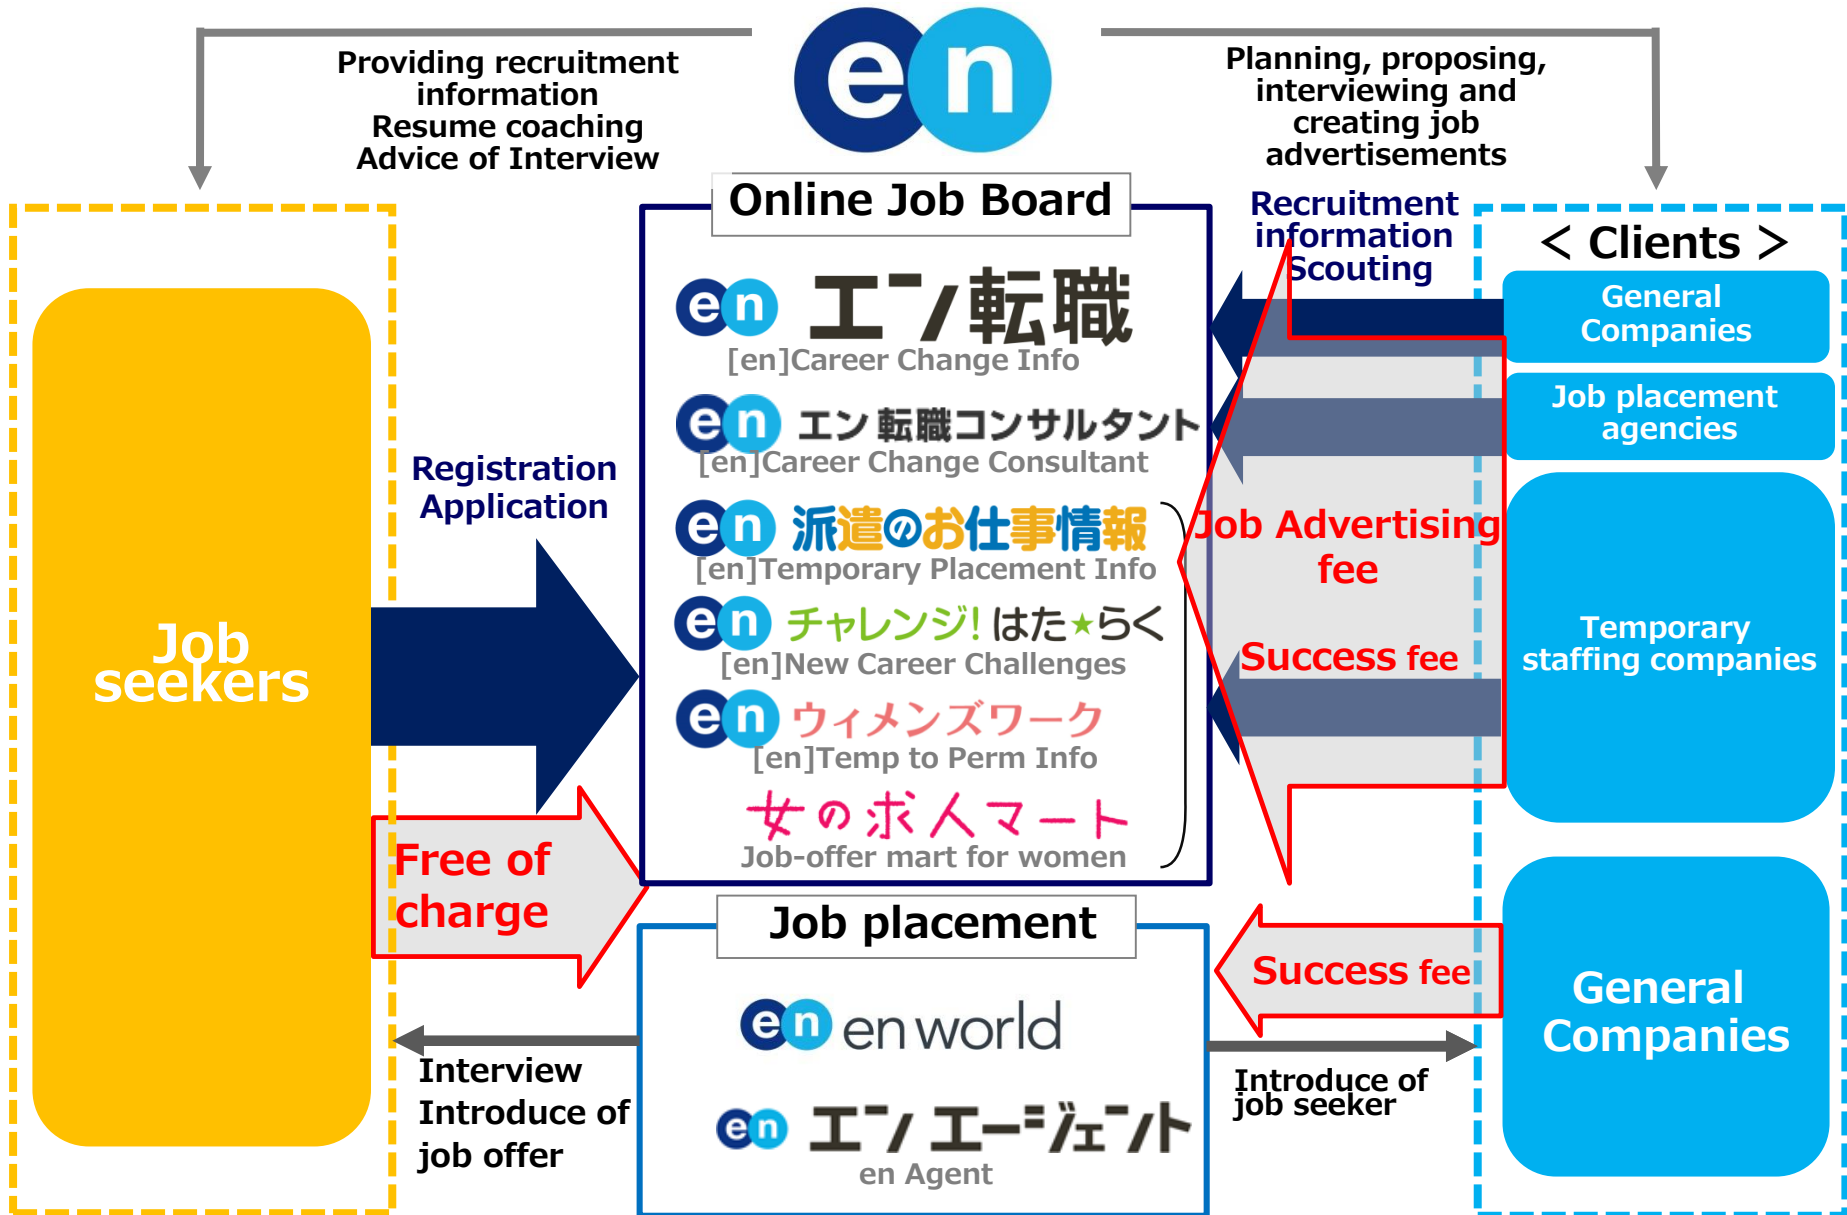 en
Providing recruitment
information
Resume coaching
Advice of Interview
Planning, proposing,
interviewing and
creating job
advertisements
Online Job Board
Recruitment
information
Scouting
< Clients >
General
Companies
Job placement
agencies
Temporary
staffing companies
General
Companies
Job
seekers
Registration
Application
Free of
charge
en エン転職
[en]Career Change Info
en エン 転職コンサルタント
[en]Career Change Consultant
en 派遣のお仕事情報
[en]Temporary Placement Info
en チャレンジ! はた★らく
[en]New Career Challenges
en ウィメンズワーク
[en]Temp to Perm Info
女の求人マート
Job-offer mart for women
Job Advertising
fee
Success fee
Job placement
en en world
en エン エージェント
en Agent
Success fee
Interview
Introduce of
job offer
Introduce of
job seeker